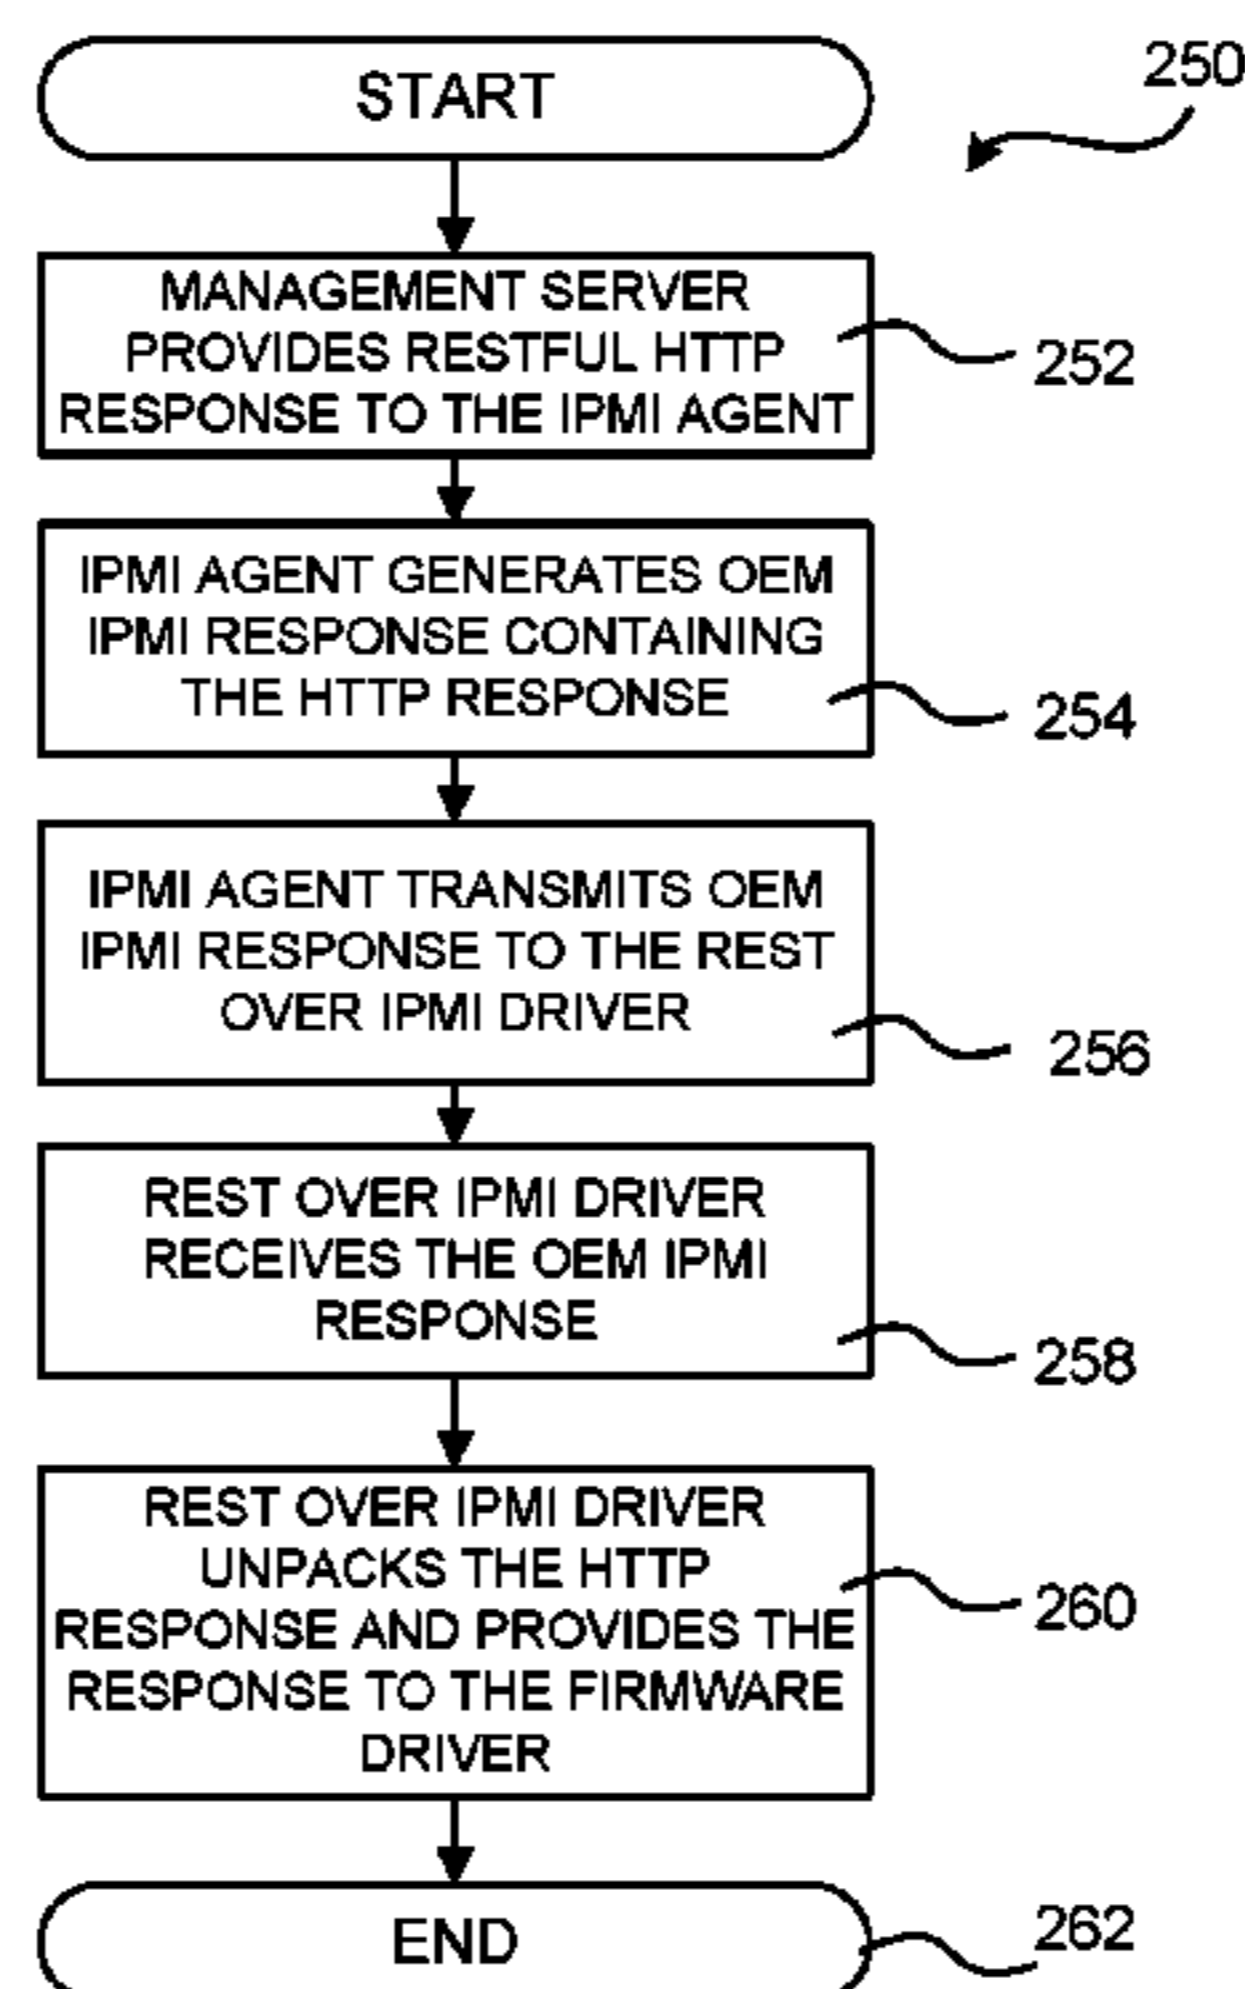 START
250
MANAGEMENT SERVER
PROVIDES RESTFUL HTTP
RESPONSE TO THE IPMI AGENT
252
IPMI AGENT GENERATES OEM
IPMI RESPONSE CONTAINING
THE HTTP RESPONSE
254
IPMI AGENT TRANSMITS OEM
IPMI RESPONSE TO THE REST
OVER IPMI DRIVER
256
REST OVER IPMI DRIVER
RECEIVES THE OEM IPMI
RESPONSE
258
REST OVER IPMI DRIVER
UNPACKS THE HTTP
RESPONSE AND PROVIDES THE
RESPONSE TO THE FIRMWARE
DRIVER
260
END
262